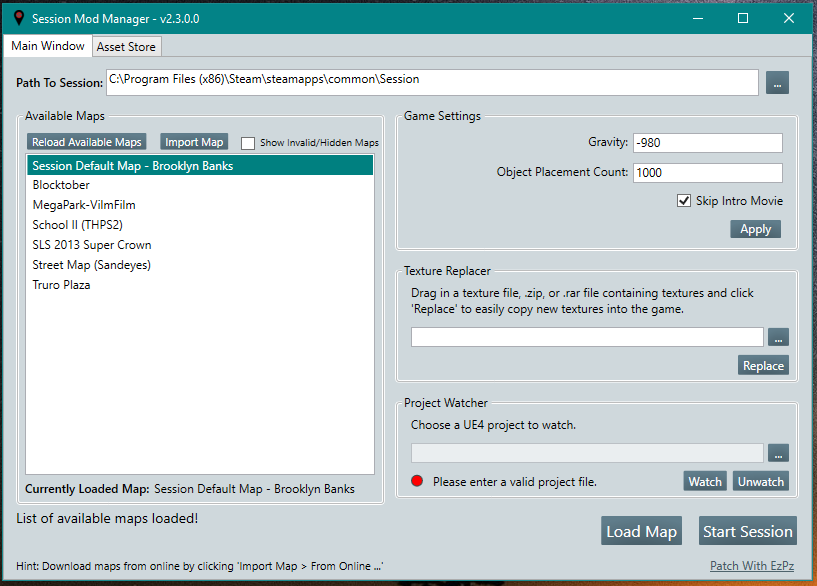 Session Mod Manager - v2.3.0.0
Main Window
Asset Store
Path To Session:
C:\Program Files (x86)\Steam\steamapps\common\Session
...
Available Maps
Reload Available Maps
Import Map
Show Invalid/Hidden Maps
Session Default Map - Brooklyn Banks
Blocktober
MegaPark-VilmFilm
School II (THPS2)
SLS 2013 Super Crown
Street Map (Sandeyes)
Truro Plaza
Currently Loaded Map: Session Default Map - Brooklyn Banks
Game Settings
Gravity:
-980
Object Placement Count:
1000
Skip Intro Movie
Apply
Texture Replacer
Drag in a texture file, .zip, or .rar file containing textures and click
'Replace' to easily copy new textures into the game.
...
Replace
Project Watcher
Choose a UE4 project to watch.
...
Please enter a valid project file.
Watch
Unwatch
List of available maps loaded!
Load Map
Start Session
Hint: Download maps from online by clicking 'Import Map > From Online ...'
Patch With EzPz